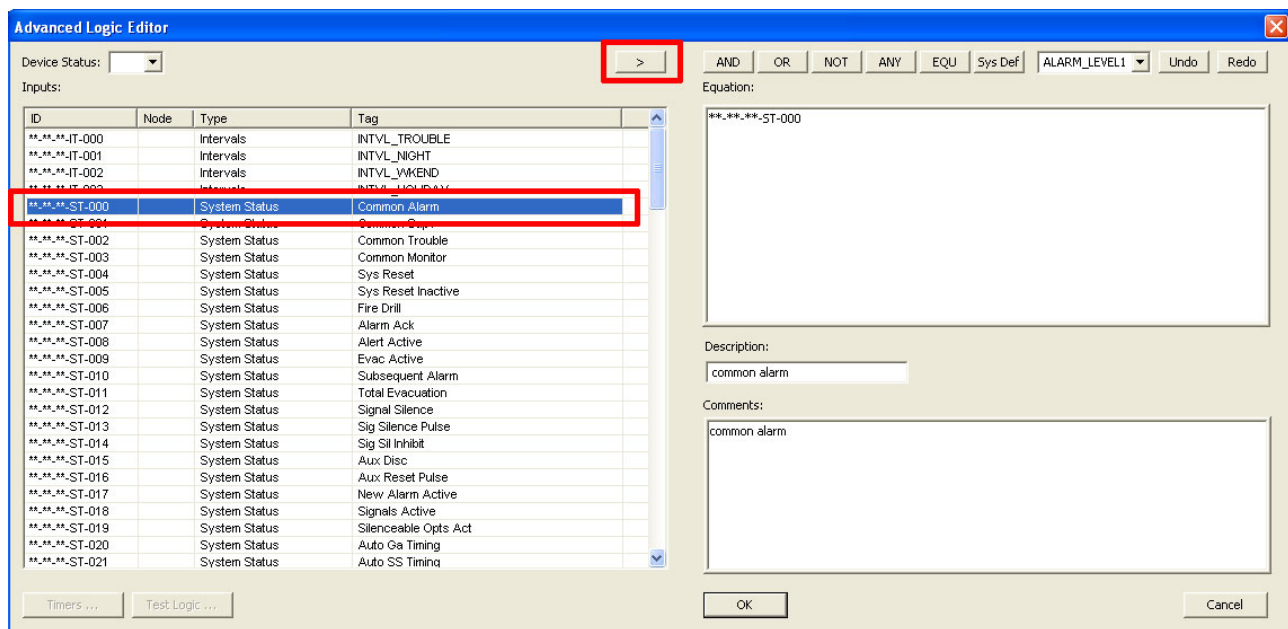 Advanced Logic Editor
Device Status:
> AND OR NOT ANY EQU Sys Def ALARM_LEVEL1 Undo Redo
Inputs: Equation:
ID Node Type Tag
**-**-**-IT-000 Intervals INTVL_TROUBLE
**-**-**-IT-001 Intervals INTVL_NIGHT
**-**-**-IT-002 Intervals INTVL_WKEND
**-**-**-ST-000 System Status Common Alarm
**-**-**-ST-002 System Status Common Trouble
**-**-**-ST-003 System Status Common Monitor
**-**-**-ST-004 System Status Sys Reset
**-**-**-ST-005 System Status Sys Reset Inactive
**-**-**-ST-006 System Status Fire Drill
**-**-**-ST-007 System Status Alarm Ack
**-**-**-ST-008 System Status Alert Active
**-**-**-ST-009 System Status Evac Active
**-**-**-ST-010 System Status Subsequent Alarm
**-**-**-ST-011 System Status Total Evacuation
**-**-**-ST-012 System Status Signal Silence
**-**-**-ST-013 System Status Sig Silence Pulse
**-**-**-ST-014 System Status Sig Sil Inhibit
**-**-**-ST-015 System Status Aux Disc
**-**-**-ST-016 System Status Aux Reset Pulse
**-**-**-ST-017 System Status New Alarm Active
**-**-**-ST-018 System Status Signals Active
**-**-**-ST-019 System Status Silenceable Opts Act
**-**-**-ST-020 System Status Auto Ga Timing
**-**-**-ST-021 System Status Auto SS Timing
**-**-**-ST-000
Description:
common alarm
Comments:
common alarm
Timers ... Test Logic ... OK Cancel